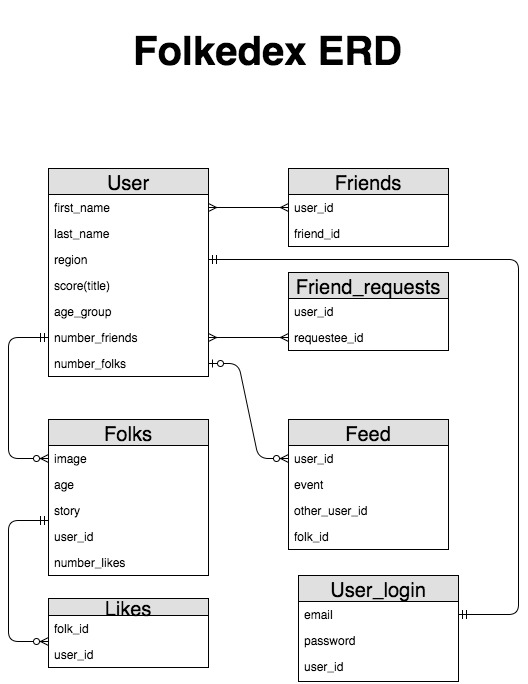 Folkedex ERD
User
first_name
last_name
region
score(title)
age_group
number_friends
number_folks
Friends
user_id
friend_id
Friend_requests
user_id
requestee_id
Folks
image
age
story
user_id
number_likes
Feed
user_id
event
other_user_id
folk_id
Likes
folk_id
user_id
User_login
email
password
user_id